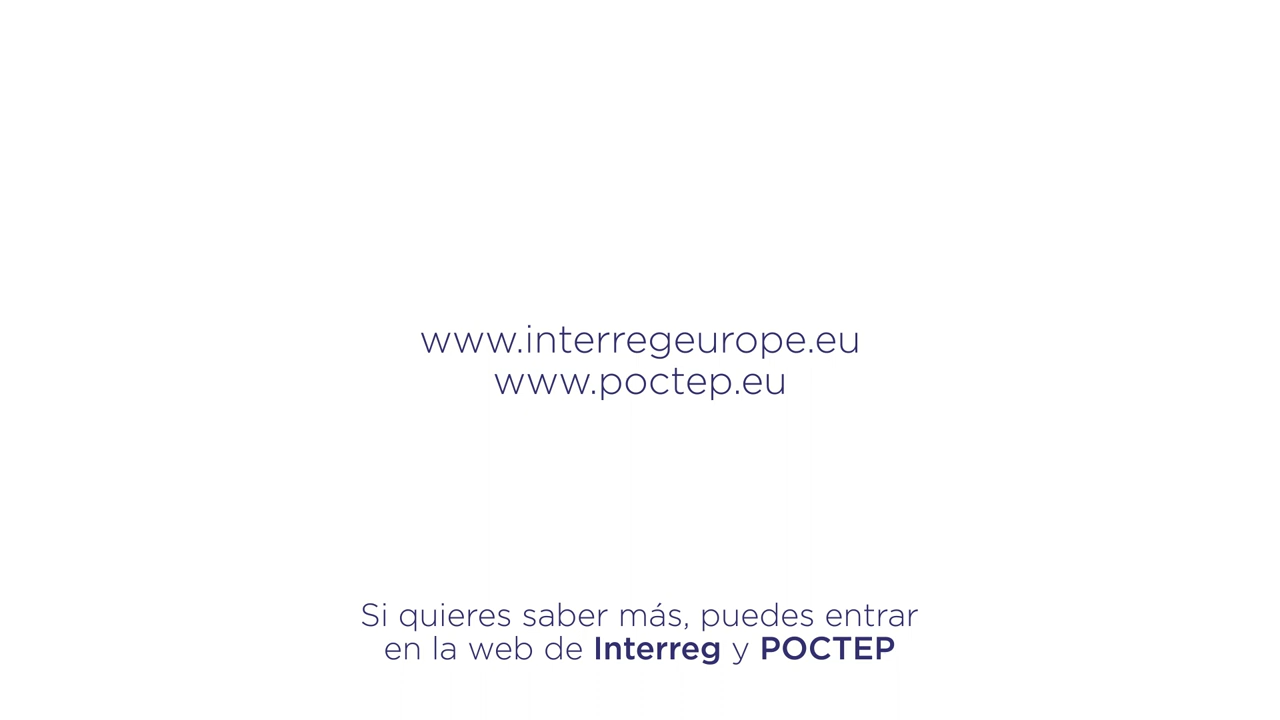 www.interregeurope.eu
www.poctep.eu
Si quieres saber más, puedes entrar
en la web de Interreg y POCTEP